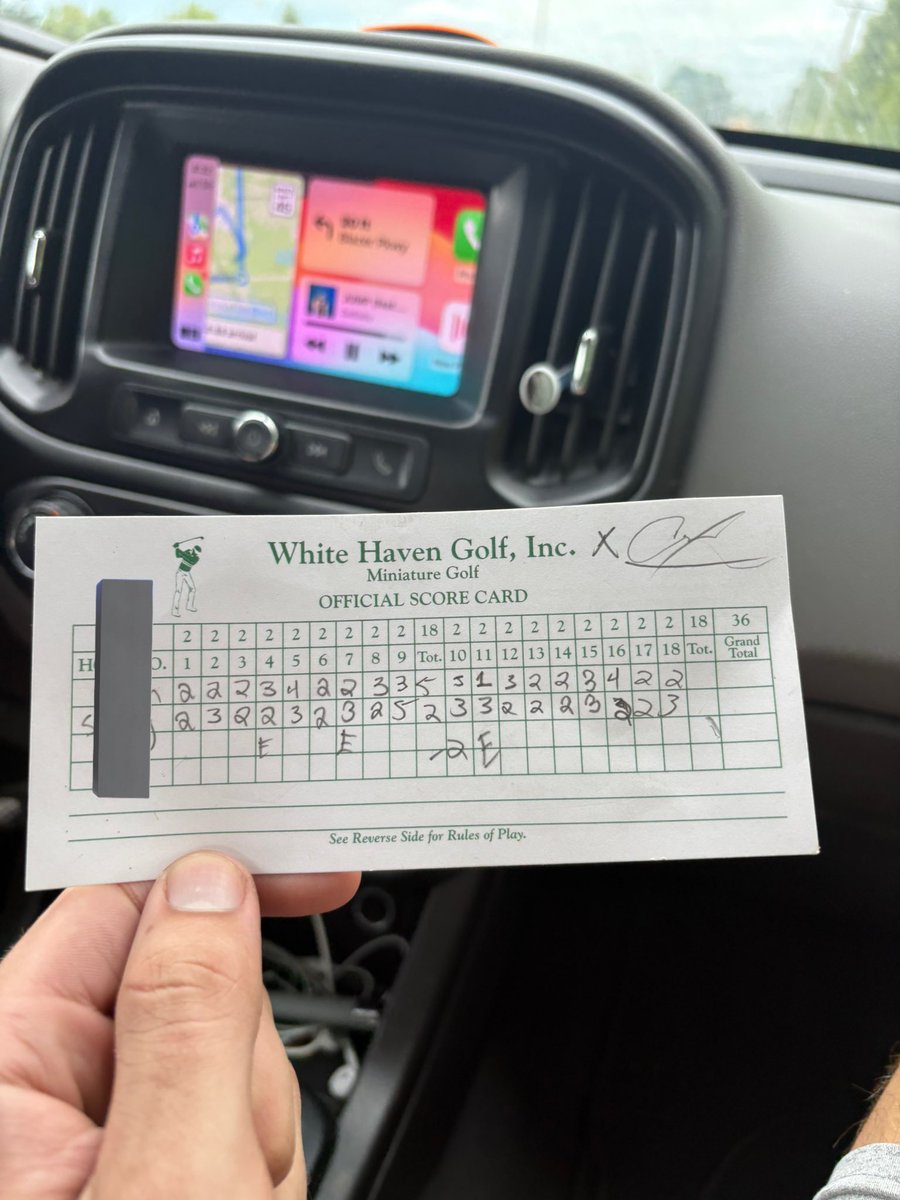 White Haven Golf, Inc. X
Miniature Golf
OFFICIAL SCORE CARD
2 2 2 2 2 2 2 2 2 18 2 2 2 2 2 2 2 2 2 18 36
H O. 1 2 3 4 5 6 7 8 9 Tot. 10 11 12 13 14 15 16 17 18 Tot. Grand Total
2 2 2 3 4 2 2 3 3 5 3 1 3 2 2 3 4 2 2
2 3 2 2 3 2 3 2 5 2 3 3 2 2 2 3 2 2 3
E E -2 E
See Reverse Side for Rules of Play.